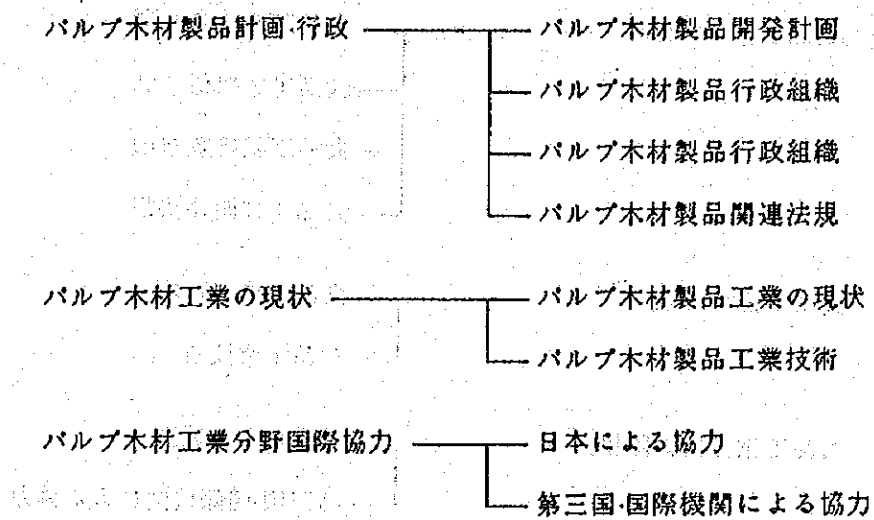 パルプ木材製品計画・行政 パルプ木材製品開発計画
パルプ木材製品行政組織
パルプ木材製品行政組織
パルプ木材製品関連法規
パルプ木材工業の現状 パルプ木材製品工業の現状
パルプ木材製品工業技術
パルプ木材工業分野国際協力 日本による協力
第三国・国際機関による協力